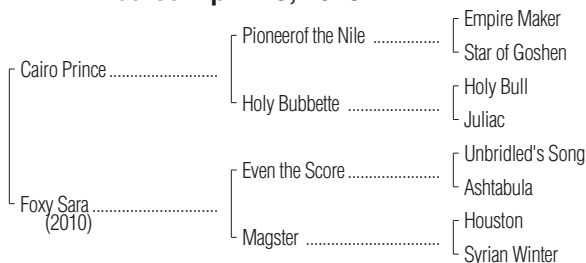 Empire Maker
Pioneerof the Nile ....................
Star of Goshen
Cairo Prince ................................
Holy Bull
Holy Bubbette .............................
Juliac
Unbridled's Song
Even the Score ............................
Ashtabula
Foxy Sara .....................................
(2010)
Houston
Magster ........................................
Syrian Winter